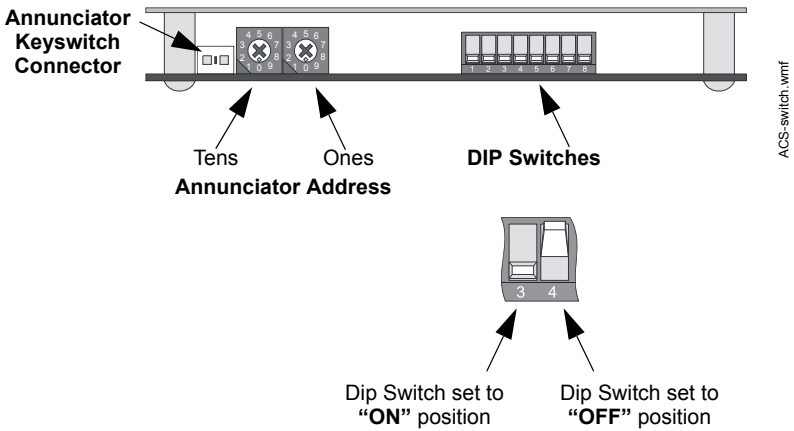 Annunciator
Keyswitch
Connector
4 5 6
3 7
2 8
1 0 9
4 5 6
3 7
2 8
1 0 9
1 2 3 4 5 6 7 8
Tens
Ones
Annunciator Address
DIP Switches
ACS-switch.wmf
3 4
Dip Switch set to
“ON” position
Dip Switch set to
“OFF” position